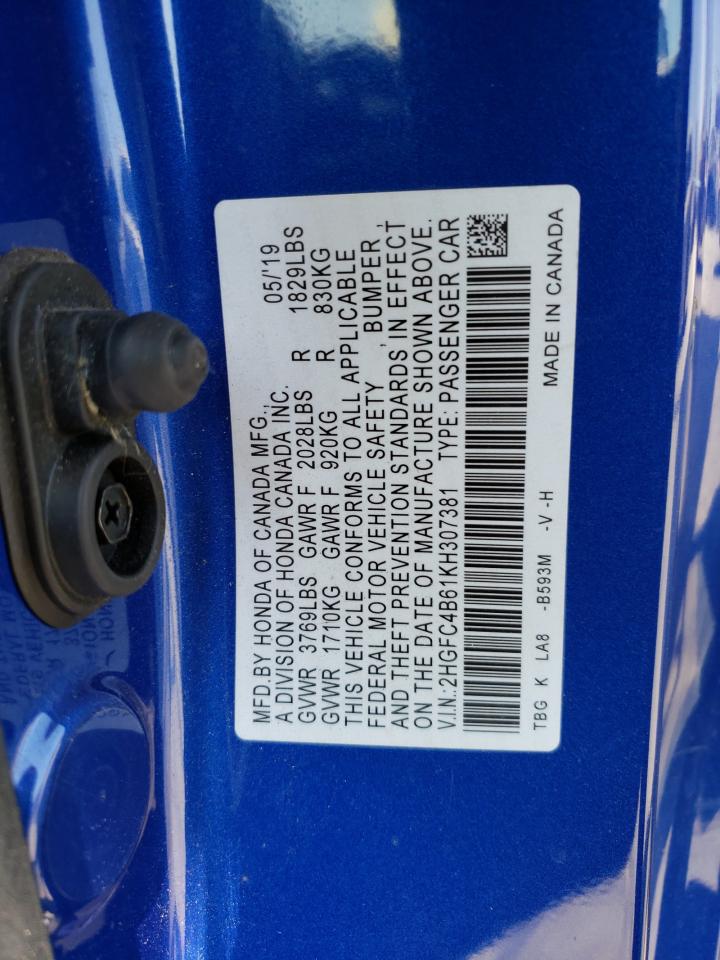 MFD.BY HONDA OF CANADA MFG., 05/'19
A DIVISION OF HONDA CANADA INC.
GVWR 3769LBS GAWR F 2028LBS R 1829LBS
GVWR 1710KG GAWR F 920KG R 830KG
THIS VEHICLE CONFORMS TO ALL APPLICABLE
FEDERAL MOTOR VEHICLE SAFETY , BUMPER ,
AND THEFT PREVENTION STANDARDS IN EFFECT
ON THE DATE OF MANUFACTURE SHOWN ABOVE.
V.I.N.:2HGFC4B61KH307381 TYPE: PASSENGER CAR
TBG K LA8 -B593M -V -H MADE IN CANADA